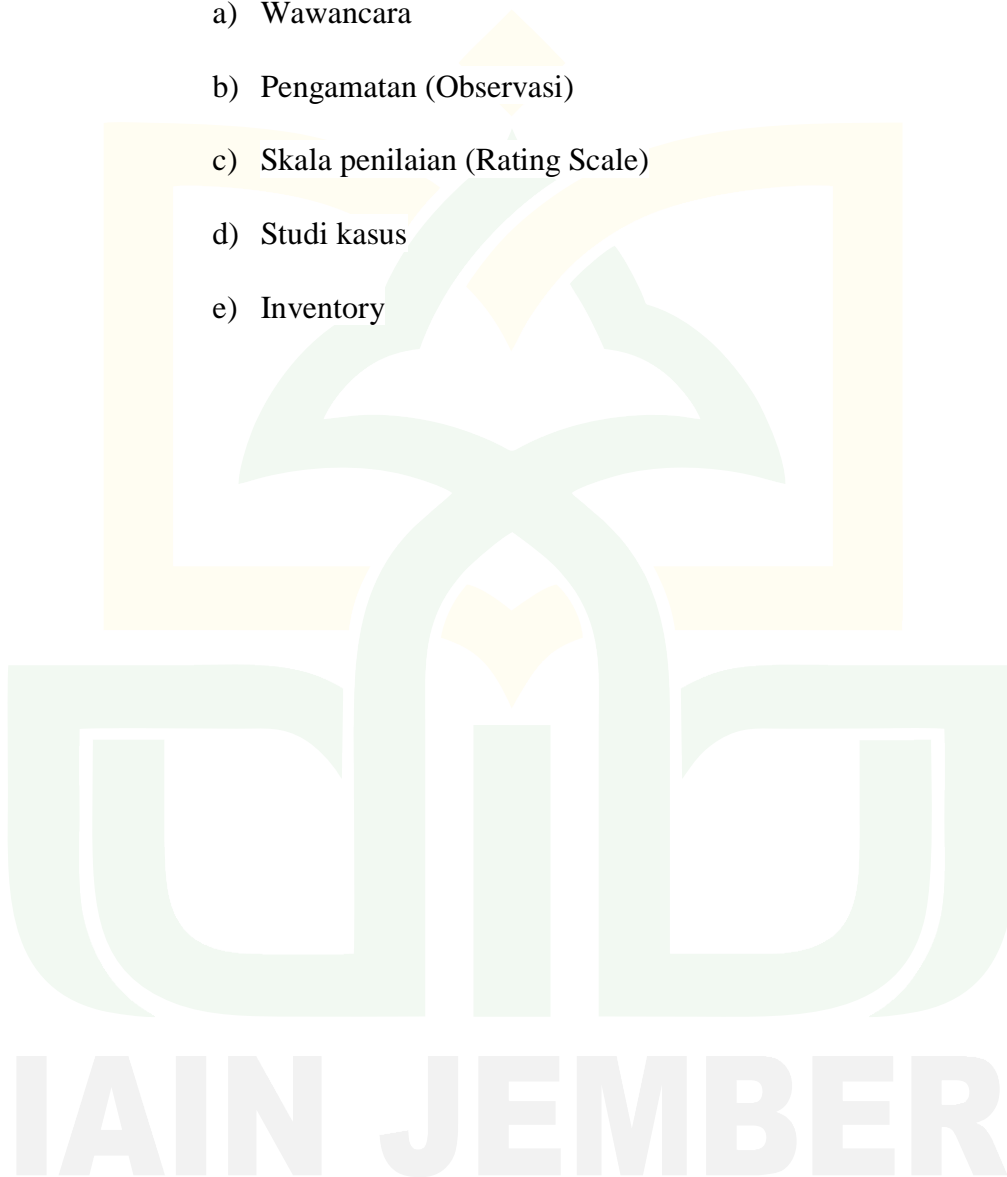 a) Wawancara
b) Pengamatan (Observasi)
c) Skala penilaian (Rating Scale)
d) Studi kasus
e) Inventory
IAIN JEMBER